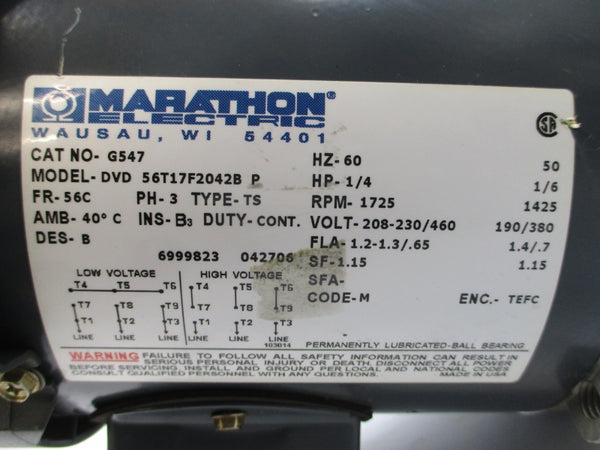 MARATHON®
ELECTRIC
WAUSAU, WI 54401
CAT NO- G547
MODEL- DVD 56T17F2042B P
FR- 56C PH- 3 TYPE- TS
AMB- 40° C INS- B3 DUTY- CONT.
DES- B
HZ- 60 50
HP- 1/4 1/6
RPM- 1725 1425
VOLT- 208-230/460 190/380
FLA- 1.2-1.3/.65 1.4/.7
SF- 1.15 1.15
SFA-
CODE- M ENC.- TEFC
6999823 042706
LOW VOLTAGE HIGH VOLTAGE
T4 T5 T6 T4 T5 T6
T7 T8 T9 T7 T8 T9
T1 T2 T3 T1 T2 T3
LINE LINE LINE LINE
103014
PERMANENTLY LUBRICATED-BALL BEARING
WARNING FAILURE TO FOLLOW ALL SAFETY INFORMATION CAN RESULT IN
SERIOUS PERSONAL INJURY OR DEATH. DISCONNECT ALL POWER
BEFORE SERVICING. INSTALL AND GROUND PER LOCAL AND NATIONAL CODES
CONSULT QUALIFIED PERSONNEL WITH ANY QUESTIONS. MADE IN USA